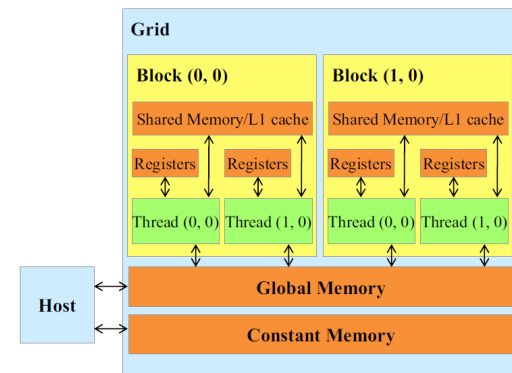 Grid
Block (0, 0)
Block (1, 0)
Shared Memory/L1 cache
Shared Memory/L1 cache
Registers
Registers
Registers
Registers
Thread (0, 0)
Thread (1, 0)
Thread (0, 0)
Thread (1, 0)
Host
Global Memory
Constant Memory